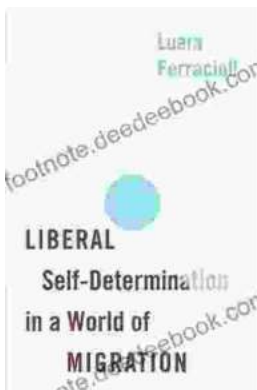 Luara
Ferracioli
footnote.deedeebook.com
LIBERAL
Self-Determination
in a World of
MIGRATION